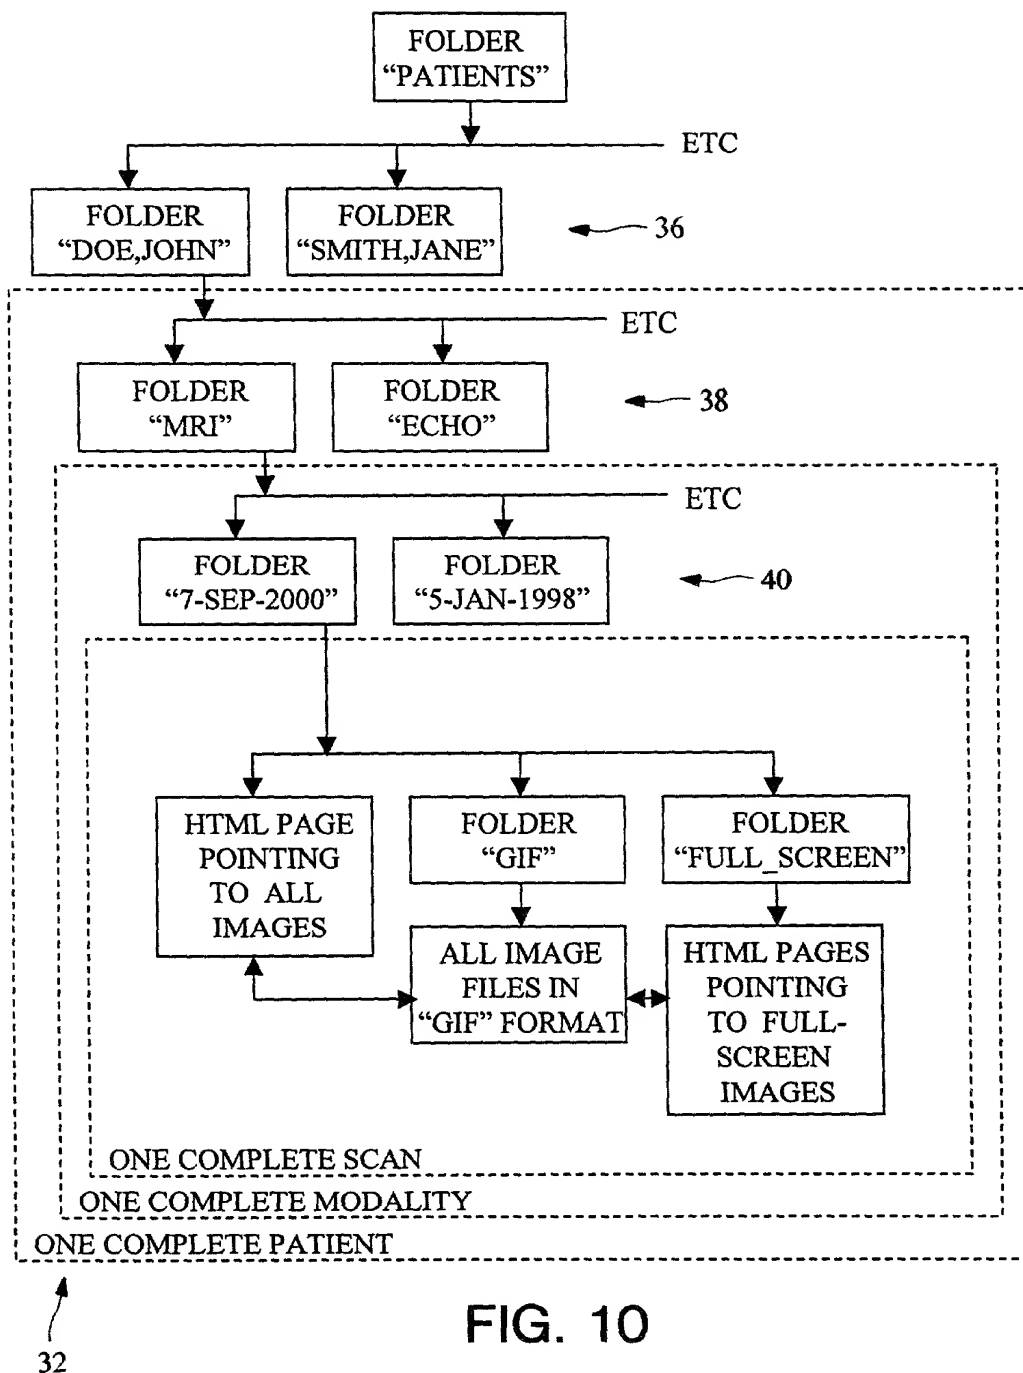 FOLDER
“PATIENTS”
ETC
FOLDER
“DOE,JOHN”
FOLDER
“SMITH,JANE”
36
ETC
FOLDER
“MRI”
FOLDER
“ECHO”
38
ETC
FOLDER
“7-SEP-2000”
FOLDER
“5-JAN-1998”
40
HTML PAGE
POINTING
TO ALL
IMAGES
FOLDER
“GIF”
FOLDER
“FULL_SCREEN”
ALL IMAGE
FILES IN
“GIF” FORMAT
HTML PAGES
POINTING
TO FULL-
SCREEN
IMAGES
ONE COMPLETE SCAN
ONE COMPLETE MODALITY
ONE COMPLETE PATIENT
32
FIG. 10